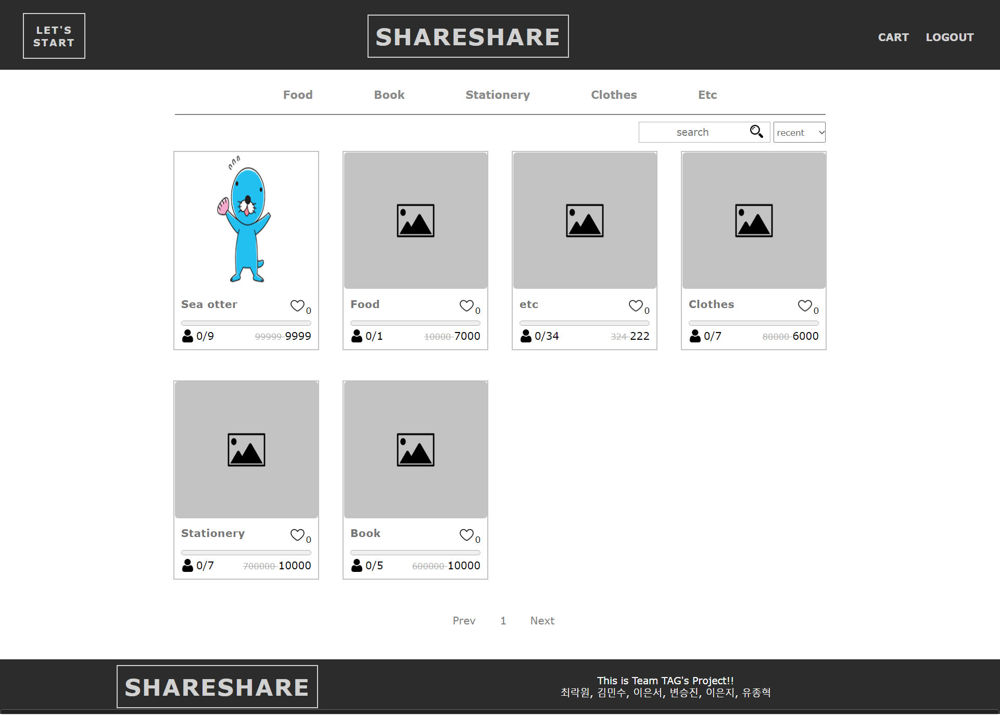 LET'S
START
SHARESHARE
CART LOGOUT
Food Book Stationery Clothes Etc
search recent
Sea otter 0
0/9 99999 9999
Food 0
0/1 10000 7000
etc 0
0/34 324 222
Clothes 0
0/7 80000 6000
Stationery 0
0/7 700000 10000
Book 0
0/5 600000 10000
Prev 1 Next
SHARESHARE
This is Team TAG's Project!!
최락원, 김민수, 이은서, 변승진, 이은지, 유종혁